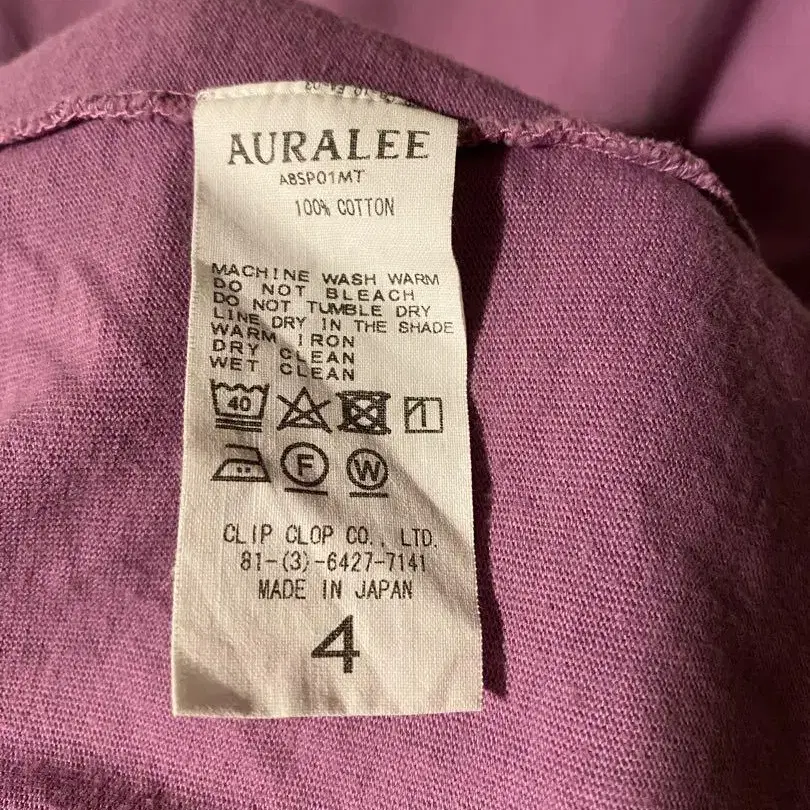 AURALEE
A8SP01MT
100% COTTON
MACHINE WASH WARM
DO NOT BLEACH
DO NOT TUMBLE DRY
LINE DRY IN THE SHADE
WARM IRON
DRY CLEAN
WET CLEAN
40
F W
CLIP CLOP CO., LTD.
81-(3)-6427-7141
MADE IN JAPAN
4